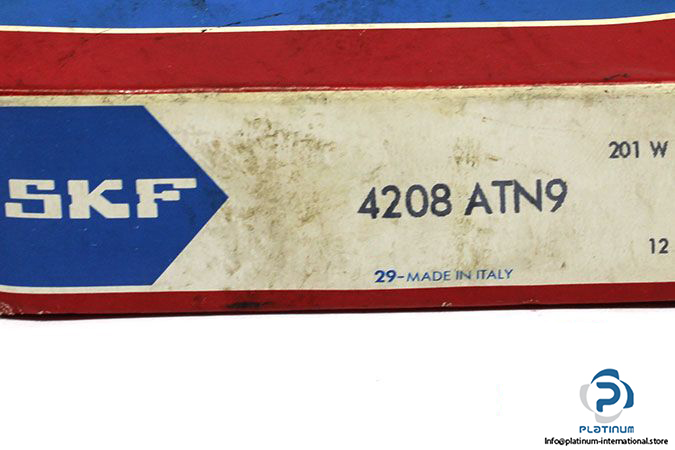 SKF
201 W
4208 ATN9
12
29-MADE IN ITALY
PLATINUM
Info@platinum-international.store